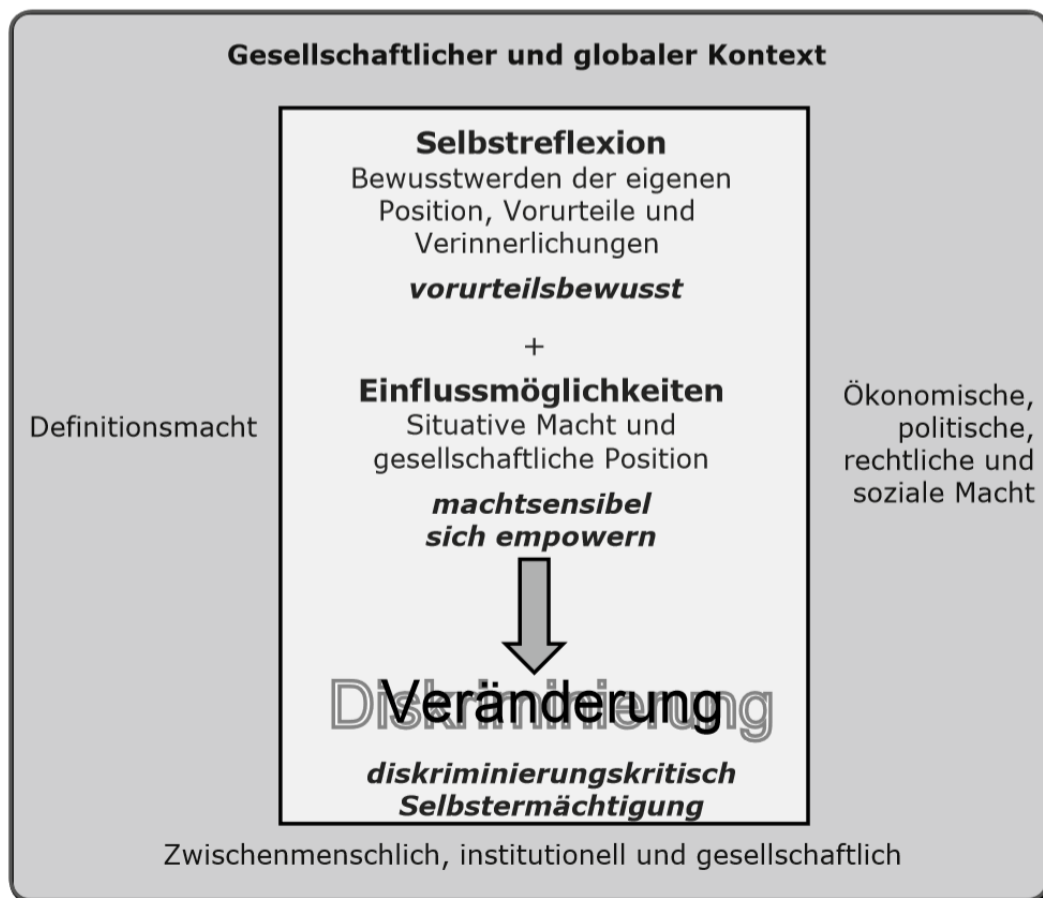 Gesellschaftlicher und globaler Kontext
Selbstreflexion
Bewusstwerden der eigenen
Position, Vorurteile und
Verinnerlichungen
vorurteilsbewusst
+
Einflussmöglichkeiten
Situative Macht und
gesellschaftliche Position
machtsensibel
sich empowern
Definitionsmacht
Ökonomische,
politische,
rechtliche und
soziale Macht
Diskriminierung
Veränderung
diskriminierungskritisch
Selbstermächtigung
Zwischenmenschlich, institutionell und gesellschaftlich